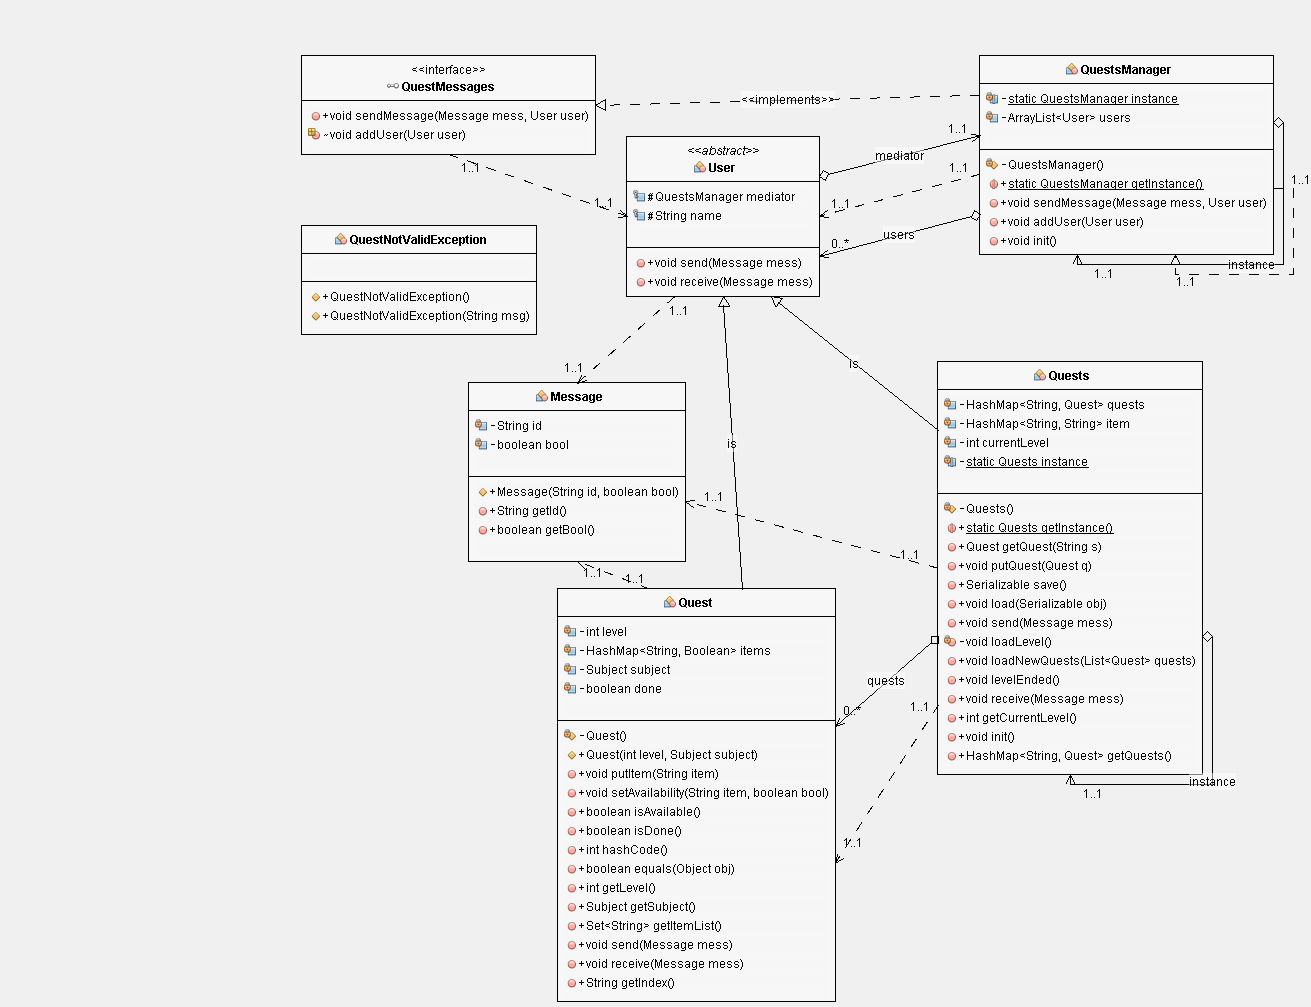 <<interface>>
QuestMessages
+void sendMessage(Message mess, User user)
~void addUser(User user)
<<implements>>
QuestsManager
-static QuestsManager instance
-ArrayList<User> users
-QuestsManager()
+static QuestsManager getInstance()
+void sendMessage(Message mess, User user)
+void addUser(User user)
+void init()
<<abstract>>
User
#QuestsManager mediator
#String name
+void send(Message mess)
+void receive(Message mess)
1..1
mediator
1..1
1..1
1..1
1..1
users
0..*
1..1
instance
1..1
1..1
QuestNotValidException
+QuestNotValidException()
+QuestNotValidException(String msg)
1..1
1..1
is
is
Message
-String id
-boolean bool
+Message(String id, boolean bool)
+String getId()
+boolean getBool()
1..1
1..1
1..1
1..1
Quests
-HashMap<String, Quest> quests
-HashMap<String, String> item
-int currentLevel
-static Quests instance
-Quests()
+static Quests getInstance()
+Quest getQuest(String s)
+void putQuest(Quest q)
+Serializable save()
+void load(Serializable obj)
+void send(Message mess)
-void loadLevel()
+void loadNewQuests(List<Quest> quests)
+void levelEnded()
+void receive(Message mess)
+int getCurrentLevel()
+void init()
+HashMap<String, Quest> getQuests()
instance
1..1
quests
0..*
1..1
1..1
Quest
-int level
-HashMap<String, Boolean> items
-Subject subject
-boolean done
-Quest()
+Quest(int level, Subject subject)
+void putItem(String item)
+void setAvailability(String item, boolean bool)
+boolean isAvailable()
+boolean isDone()
+int hashCode()
+boolean equals(Object obj)
+int getLevel()
+Subject getSubject()
+Set<String> getItemList()
+void send(Message mess)
+void receive(Message mess)
+String getIndex()